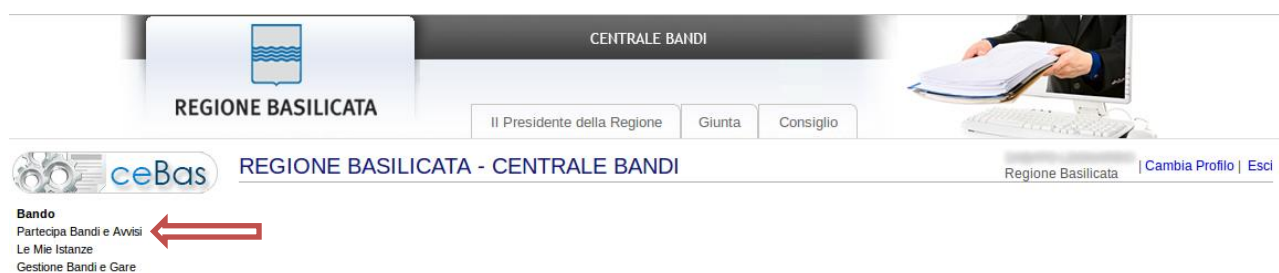 CENTRALE BANDI
REGIONE BASILICATA
Il Presidente della Regione
Giunta
Consiglio
ceBas
REGIONE BASILICATA - CENTRALE BANDI
Regione Basilicata
| Cambia Profilo | Esci
Bando
Partecipa Bandi e Avvisi
Le Mie Istanze
Gestione Bandi e Gare